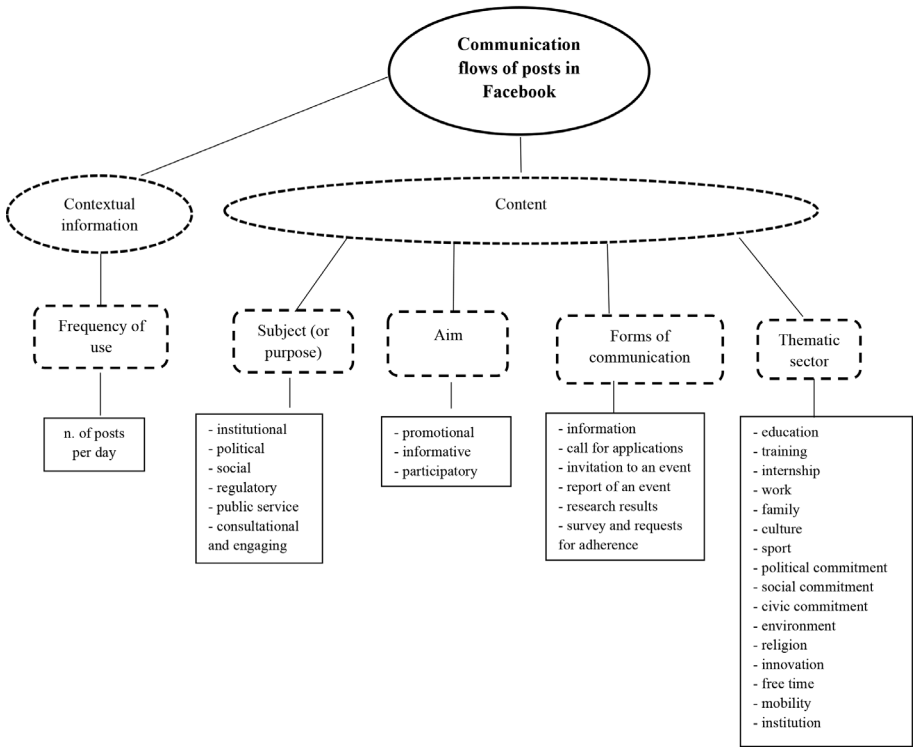 Communication
flows of posts in
Facebook
Contextual
information
Content
Frequency of
use
Subject (or
purpose)
Aim
Forms of
communication
Thematic
sector
n. of posts
per day
- institutional
- political
- social
- regulatory
- public service
- consultational
and engaging
- promotional
- informative
- participatory
- information
- call for applications
- invitation to an event
- report of an event
- research results
- survey and requests
for adherence
- education
- training
- internship
- work
- family
- culture
- sport
- political commitment
- social commitment
- civic commitment
- environment
- religion
- innovation
- free time
- mobility
- institution